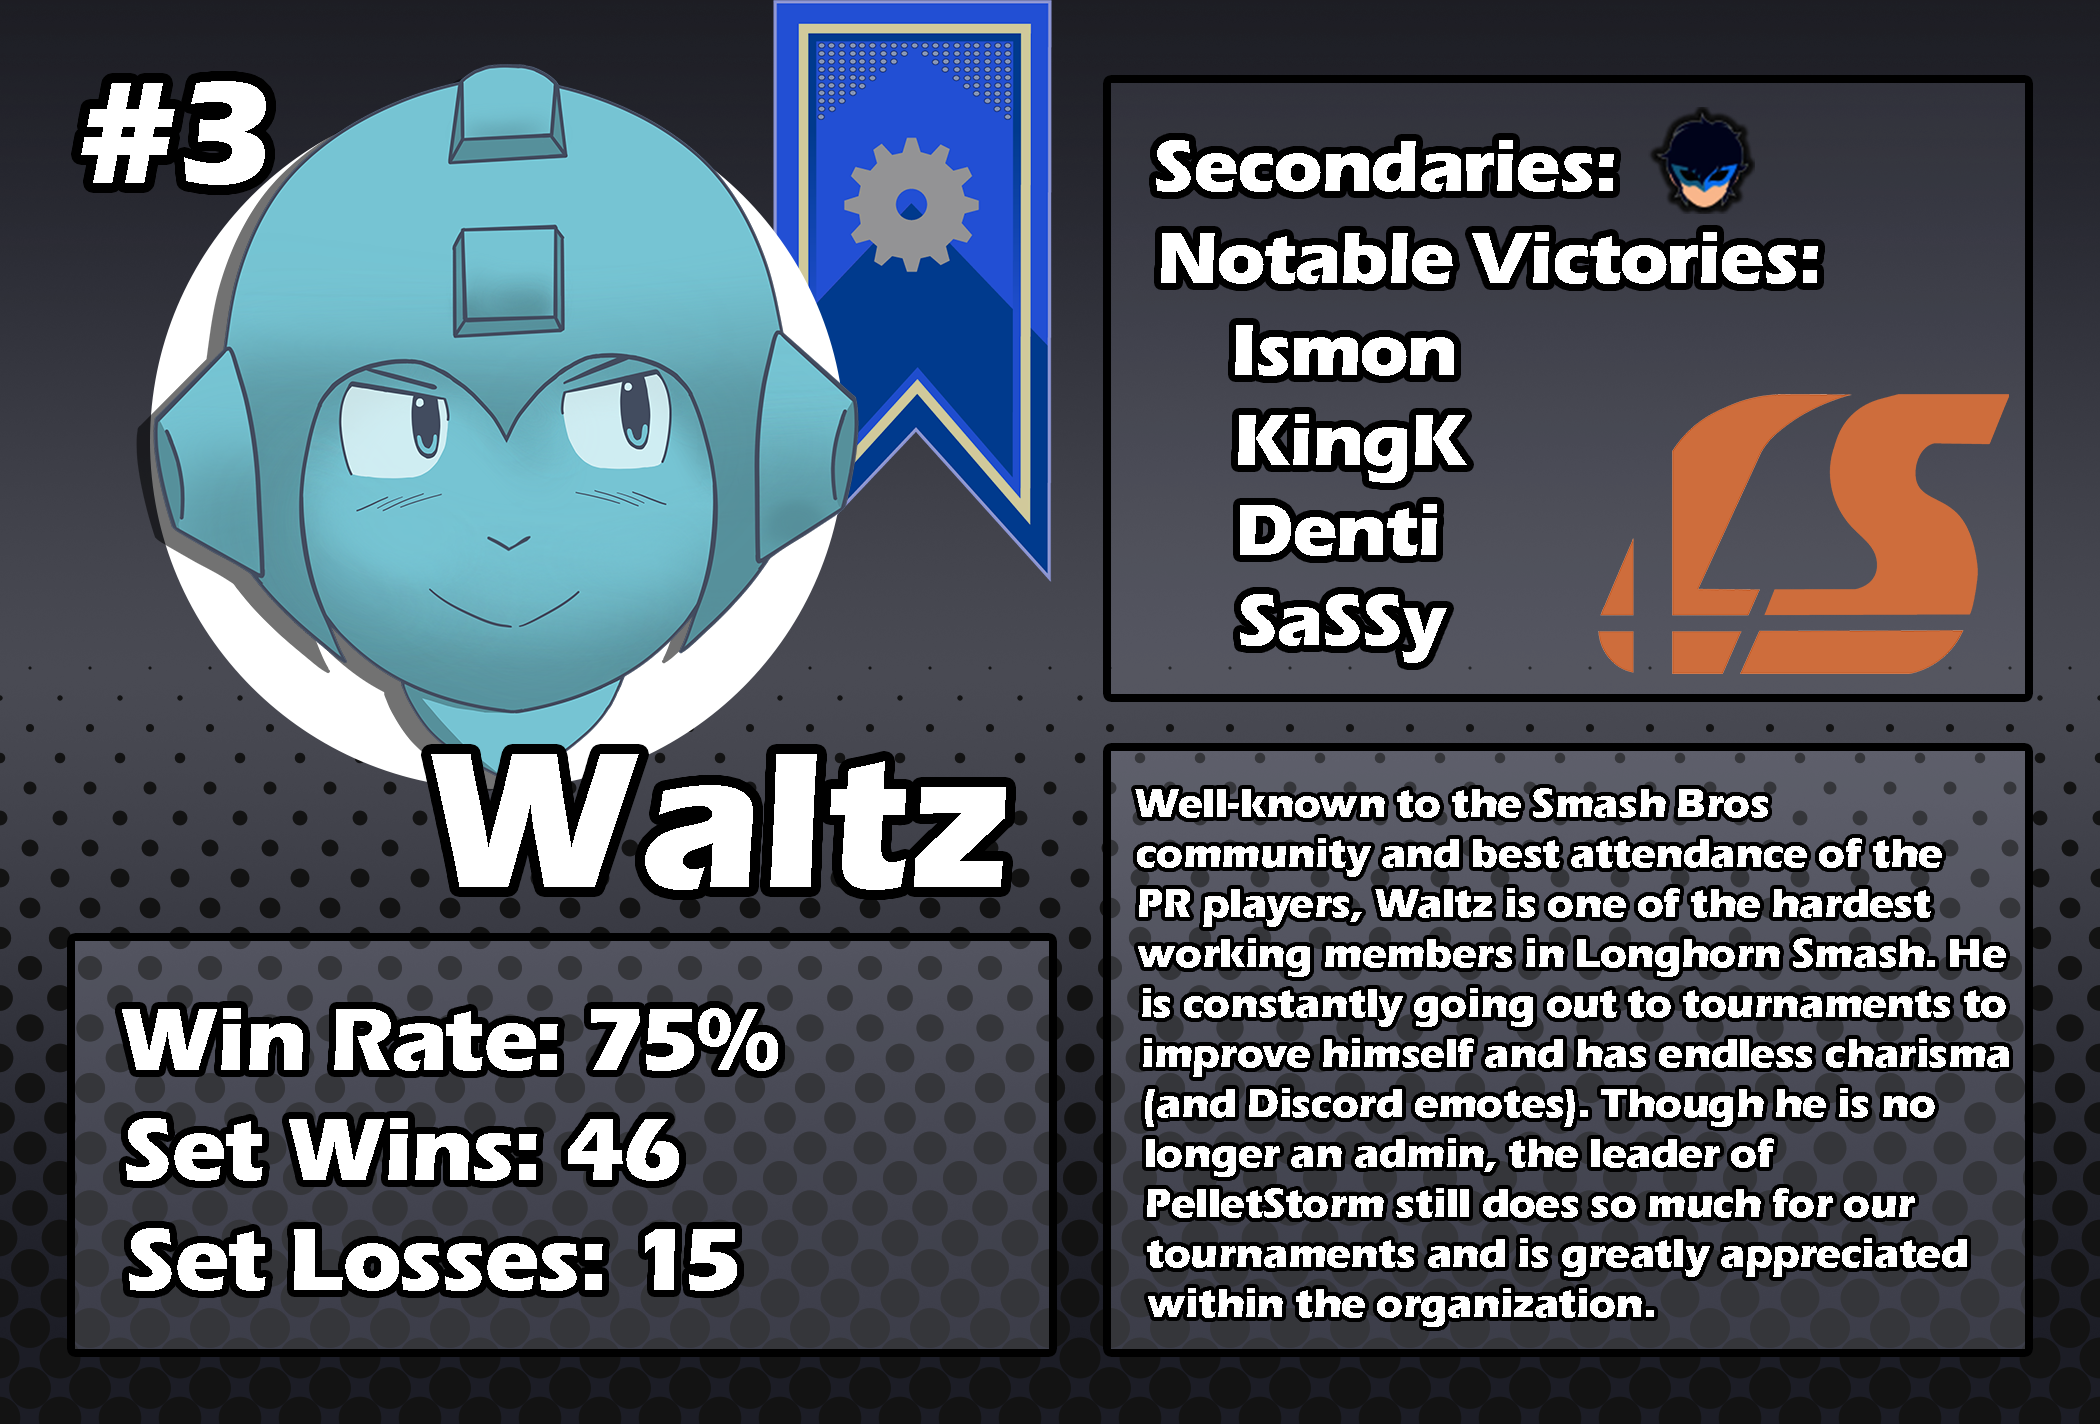 #3
Waltz
Win Rate: 75%
Set Wins: 46
Set Losses: 15
Secondaries:
Notable Victories:
Ismon
KingK
Denti
SaSSy
LS
Well-known to the Smash Bros
community and best attendance of the
PR players, Waltz is one of the hardest
working members in Longhorn Smash. He
is constantly going out to tournaments to
improve himself and has endless charisma
(and Discord emotes). Though he is no
longer an admin, the leader of
PelletStorm still does so much for our
tournaments and is greatly appreciated
within the organization.